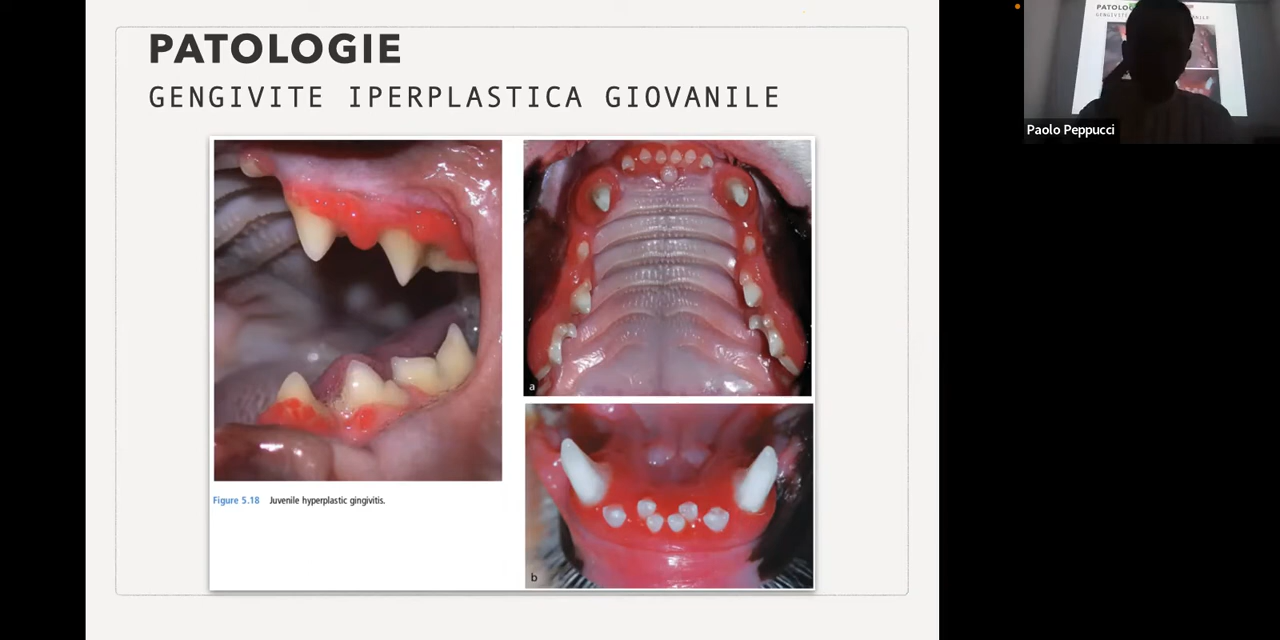 PATOLOGIE
GENGIVITE IPERPLASTICA GIOVANILE
a
Figure 5.18 Juvenile hyperplastic gingivitis.
b
Paolo Peppucci